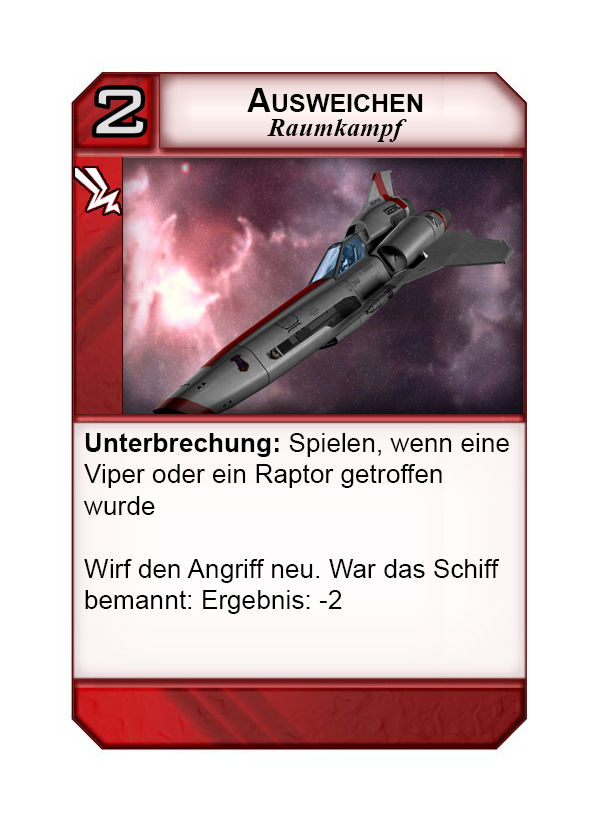 2
AUSWEICHEN
Raumkampf
Unterbrechung: Spielen, wenn eine
Viper oder ein Raptor getroffen
wurde
Wirf den Angriff neu. War das Schiff
bemannt: Ergebnis: -2